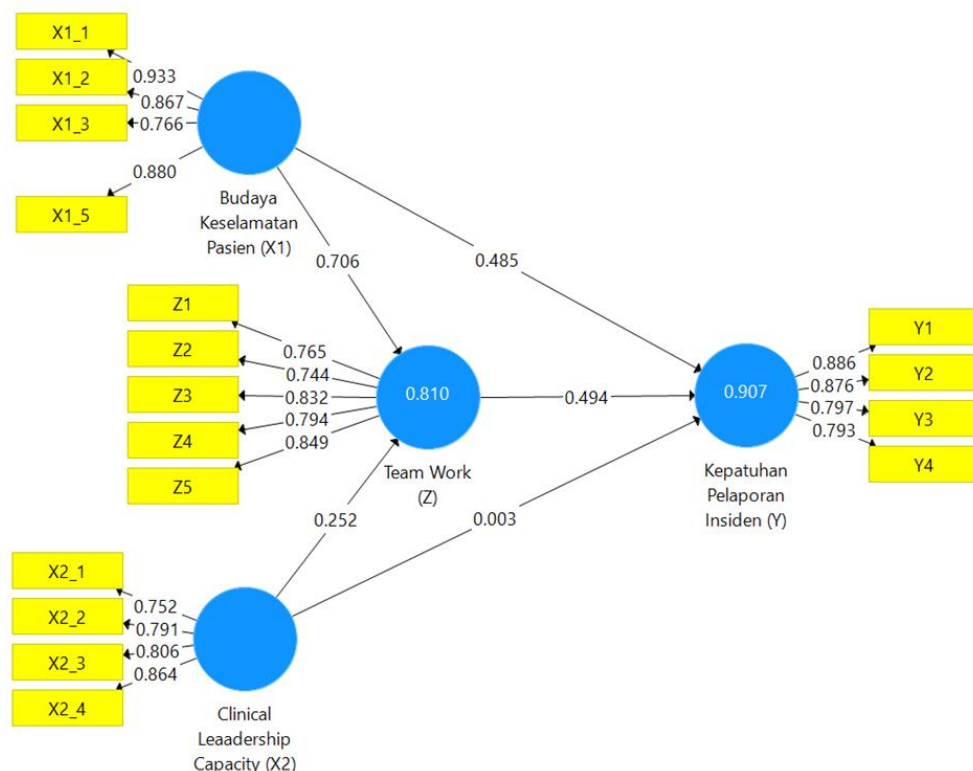 X1_1
X1_2
X1_3
X1_5
0.933
0.867
0.766
0.880
Budaya
Keselamatan
Pasien (X1)
0.706
0.485
Z1
Z2
Z3
Z4
Z5
0.765
0.744
0.832
0.794
0.849
0.810
Team Work
(Z)
0.494
0.907
Kepatuhan
Pelaporan
Insiden (Y)
0.886
0.876
0.797
0.793
Y1
Y2
Y3
Y4
0.252
0.003
X2_1
X2_2
X2_3
X2_4
0.752
0.791
0.806
0.864
Clinical
Leaadership
Capacity (X2)